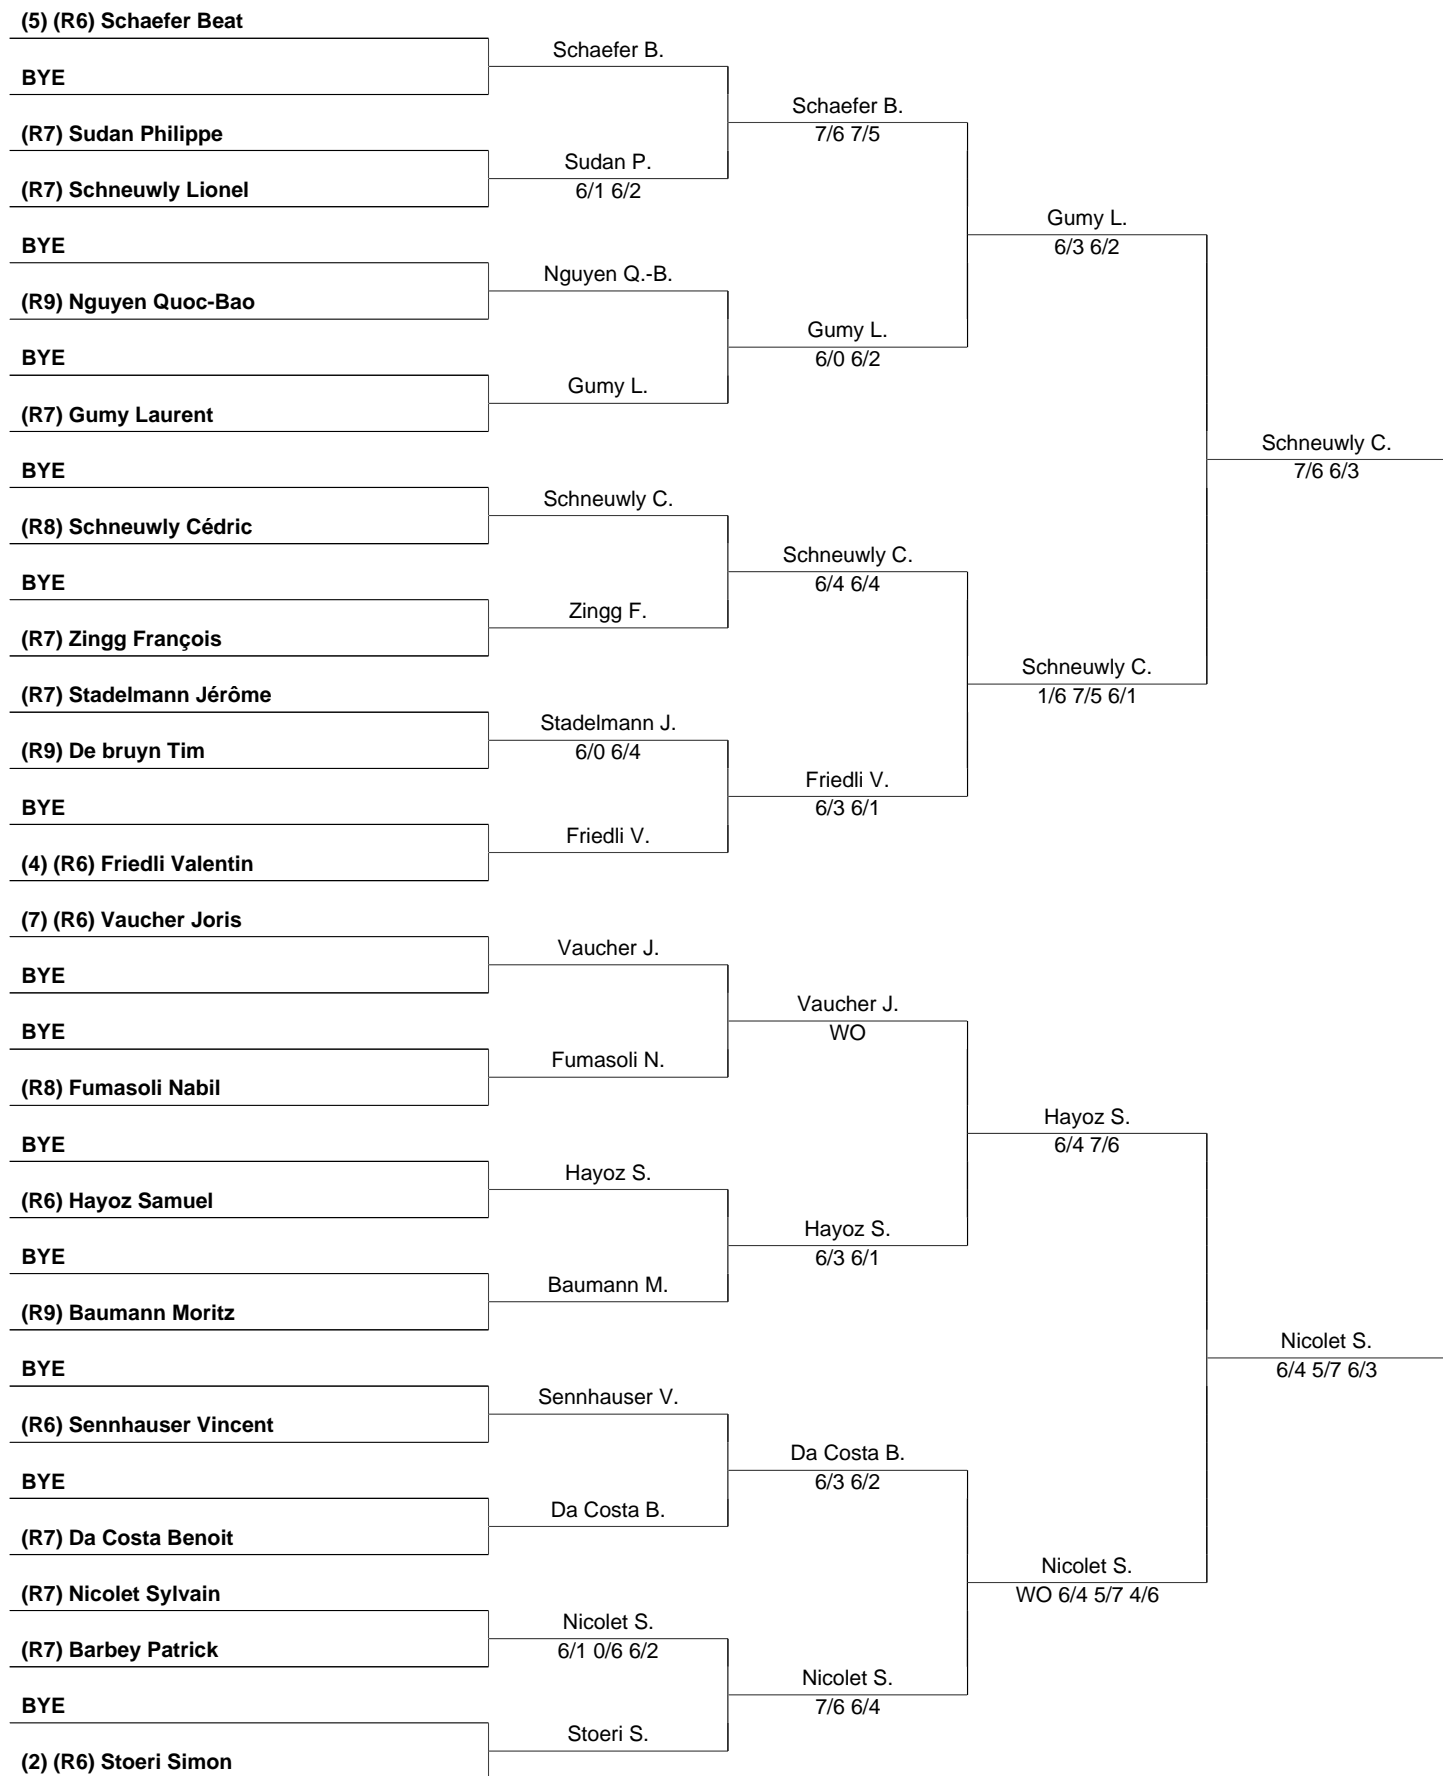 (5) (R6) Schaefer Beat
Schaefer B.
BYE
Schaefer B.
(R7) Sudan Philippe
7/6 7/5
Sudan P.
(R7) Schneuwly Lionel
6/1 6/2
Gumy L.
BYE
6/3 6/2
Nguyen Q.-B.
(R9) Nguyen Quoc-Bao
Gumy L.
BYE
6/0 6/2
Gumy L.
(R7) Gumy Laurent
Schneuwly C.
BYE
7/6 6/3
Schneuwly C.
(R8) Schneuwly Cédric
Schneuwly C.
BYE
6/4 6/4
Zingg F.
(R7) Zingg François
Schneuwly C.
(R7) Stadelmann Jérôme
1/6 7/5 6/1
Stadelmann J.
(R9) De bruyn Tim
6/0 6/4
Friedli V.
BYE
6/3 6/1
Friedli V.
(4) (R6) Friedli Valentin
(7) (R6) Vaucher Joris
Vaucher J.
BYE
Vaucher J.
BYE
WO
Fumasoli N.
(R8) Fumasoli Nabil
Hayoz S.
BYE
6/4 7/6
Hayoz S.
(R6) Hayoz Samuel
Hayoz S.
BYE
6/3 6/1
Baumann M.
(R9) Baumann Moritz
Nicolet S.
BYE
6/4 5/7 6/3
Sennhauser V.
(R6) Sennhauser Vincent
Da Costa B.
BYE
6/3 6/2
Da Costa B.
(R7) Da Costa Benoit
Nicolet S.
(R7) Nicolet Sylvain
WO 6/4 5/7 4/6
Nicolet S.
(R7) Barbey Patrick
6/1 0/6 6/2
Nicolet S.
BYE
7/6 6/4
Stoeri S.
(2) (R6) Stoeri Simon